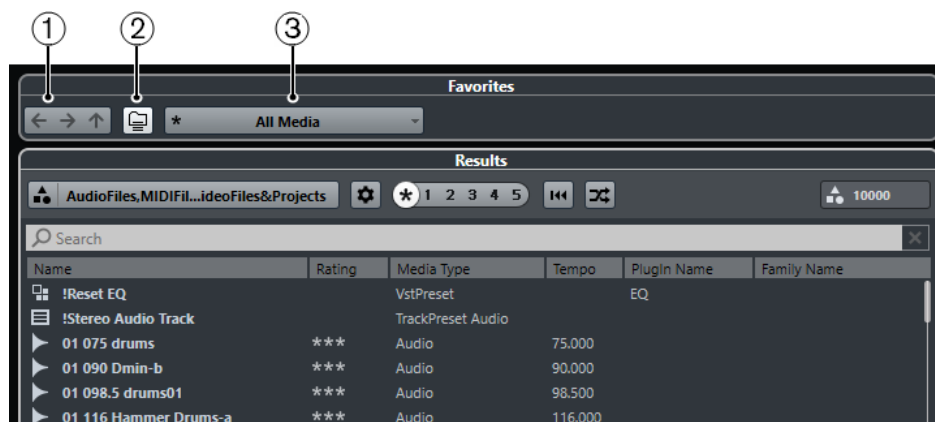 1 2 3
Favorites
* All Media
Results
AudioFiles,MIDIFil...ideoFiles&Projects * 1 2 3 4 5 10000
Search
Name Rating Media Type Tempo PlugIn Name Family Name
!Reset EQ VstPreset EQ
!Stereo Audio Track TrackPreset Audio
01 075 drums *** Audio 75.000
01 090 Dmin-b *** Audio 90.000
01 098.5 drums01 *** Audio 98.500
01 116 Hammer Drums-a *** Audio 116.000